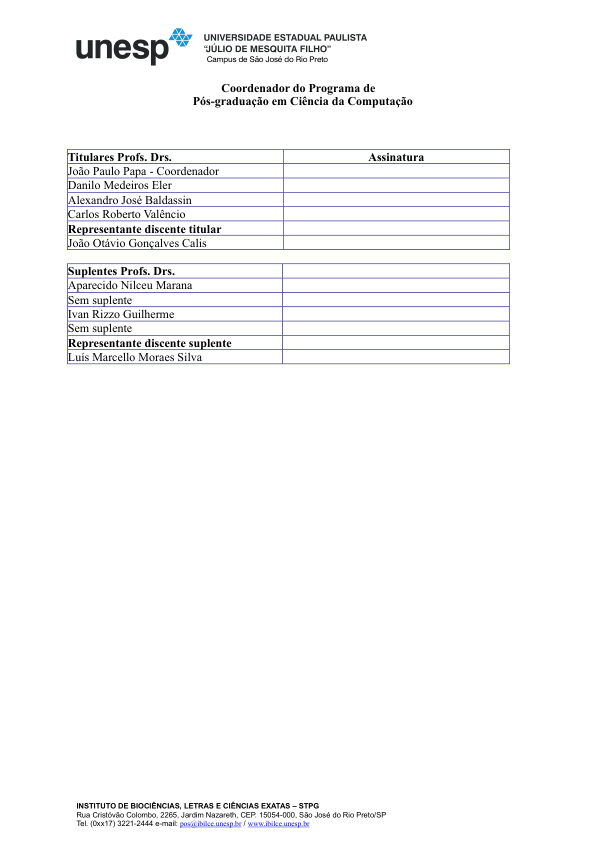 unesp
UNIVERSIDADE ESTADUAL PAULISTA
"JÚLIO DE MESQUITA FILHO"
Campus de São José do Rio Preto
Coordenador do Programa de
Pós-graduação em Ciência da Computação
Titulares Profs. Drs. Assinatura
João Paulo Papa - Coordenador
Danilo Medeiros Eler
Alexandro José Baldassin
Carlos Roberto Valêncio
Representante discente titular
João Otávio Gonçalves Calis
Suplentes Profs. Drs.
Aparecido Nilceu Marana
Sem suplente
Ivan Rizzo Guilherme
Sem suplente
Representante discente suplente
Luís Marcello Moraes Silva
INSTITUTO DE BIOCIÊNCIAS, LETRAS E CIÊNCIAS EXATAS – STPG
Rua Cristóvão Colombo, 2265, Jardim Nazareth, CEP. 15054-000, São José do Rio Preto/SP
Tel. (0xx17) 3221-2444 e-mail: pos@ibilce.unesp.br / www.ibilce.unesp.br